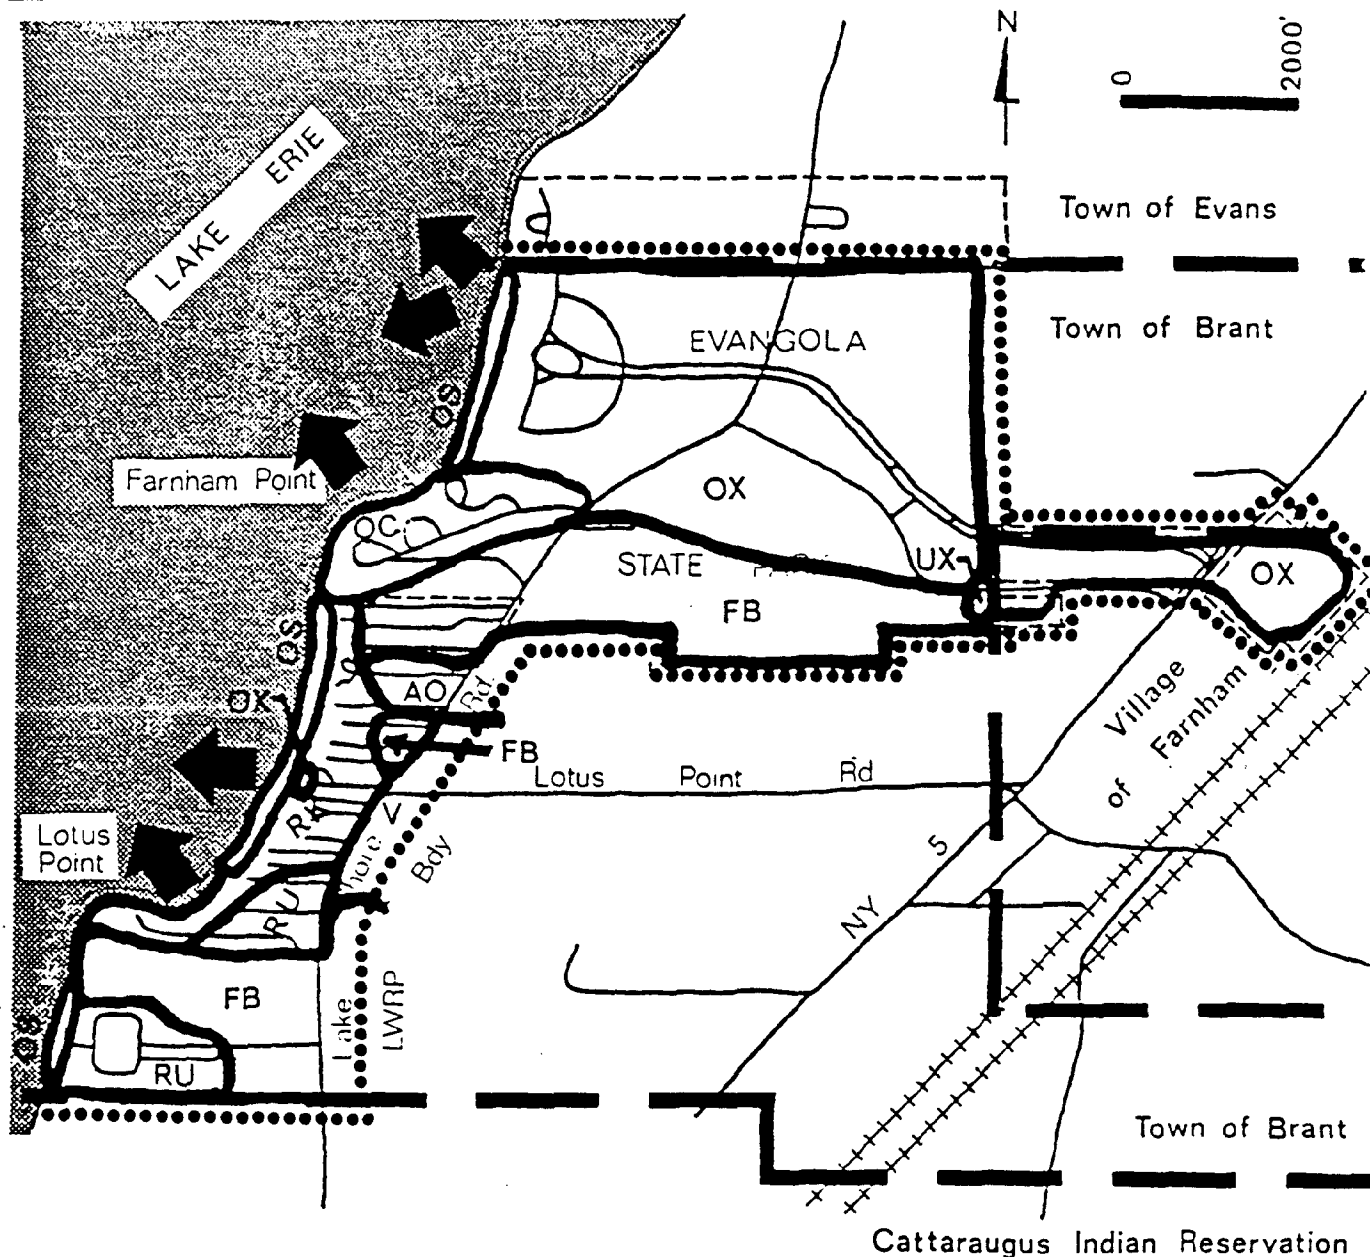 N
0
2000'
LAKE ERIE
Town of Evans
Town of Brant
EVANGOLA
OS
Farnham Point
OX
OC
STATE
UX
OX
FB
OS
AO
Rd
Village
of Farnham
OX
FB
Lotus Point Rd
Lotus
Point
Bdy
5
RU
NY
FB
Lake
LWRP
OS
RU
Town of Brant
Cattaraugus Indian Reservation